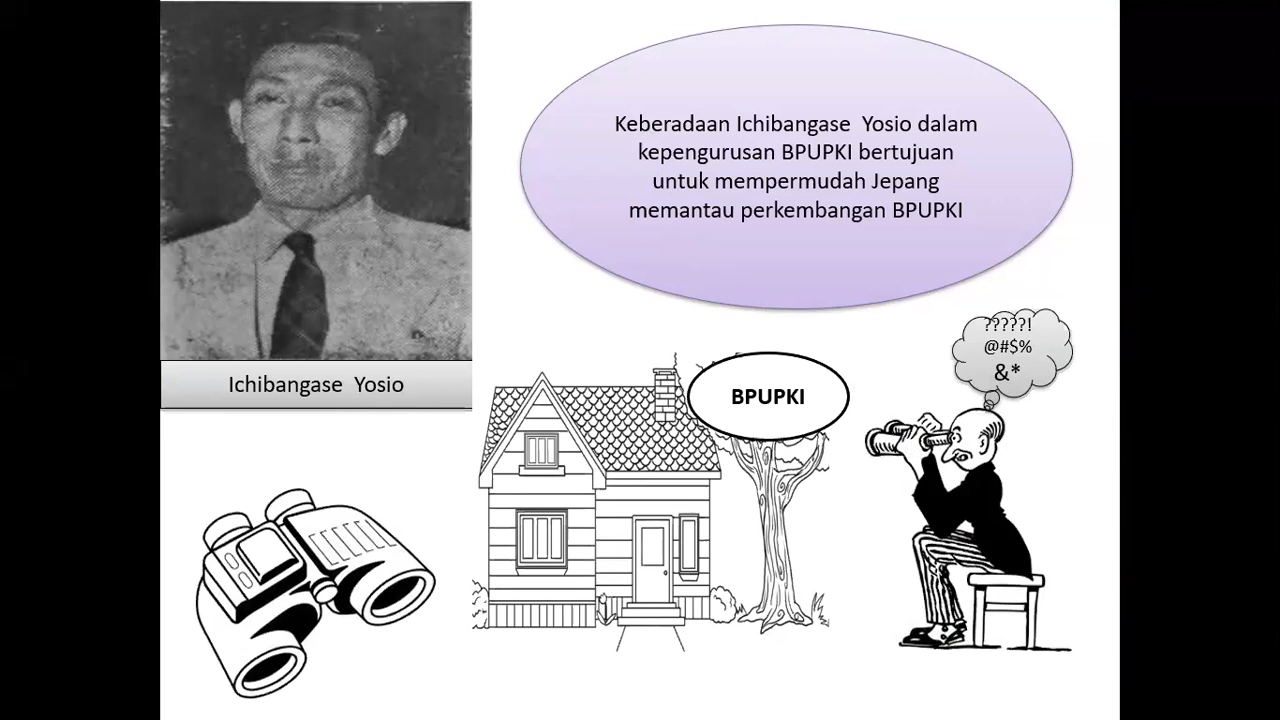 Keberadaan Ichibangase  Yosio dalam
kepengurusan BPUPKI bertujuan
untuk mempermudah Jepang
memantau perkembangan BPUPKI
Ichibangase  Yosio
BPUPKI
?????!
@#$%
&*